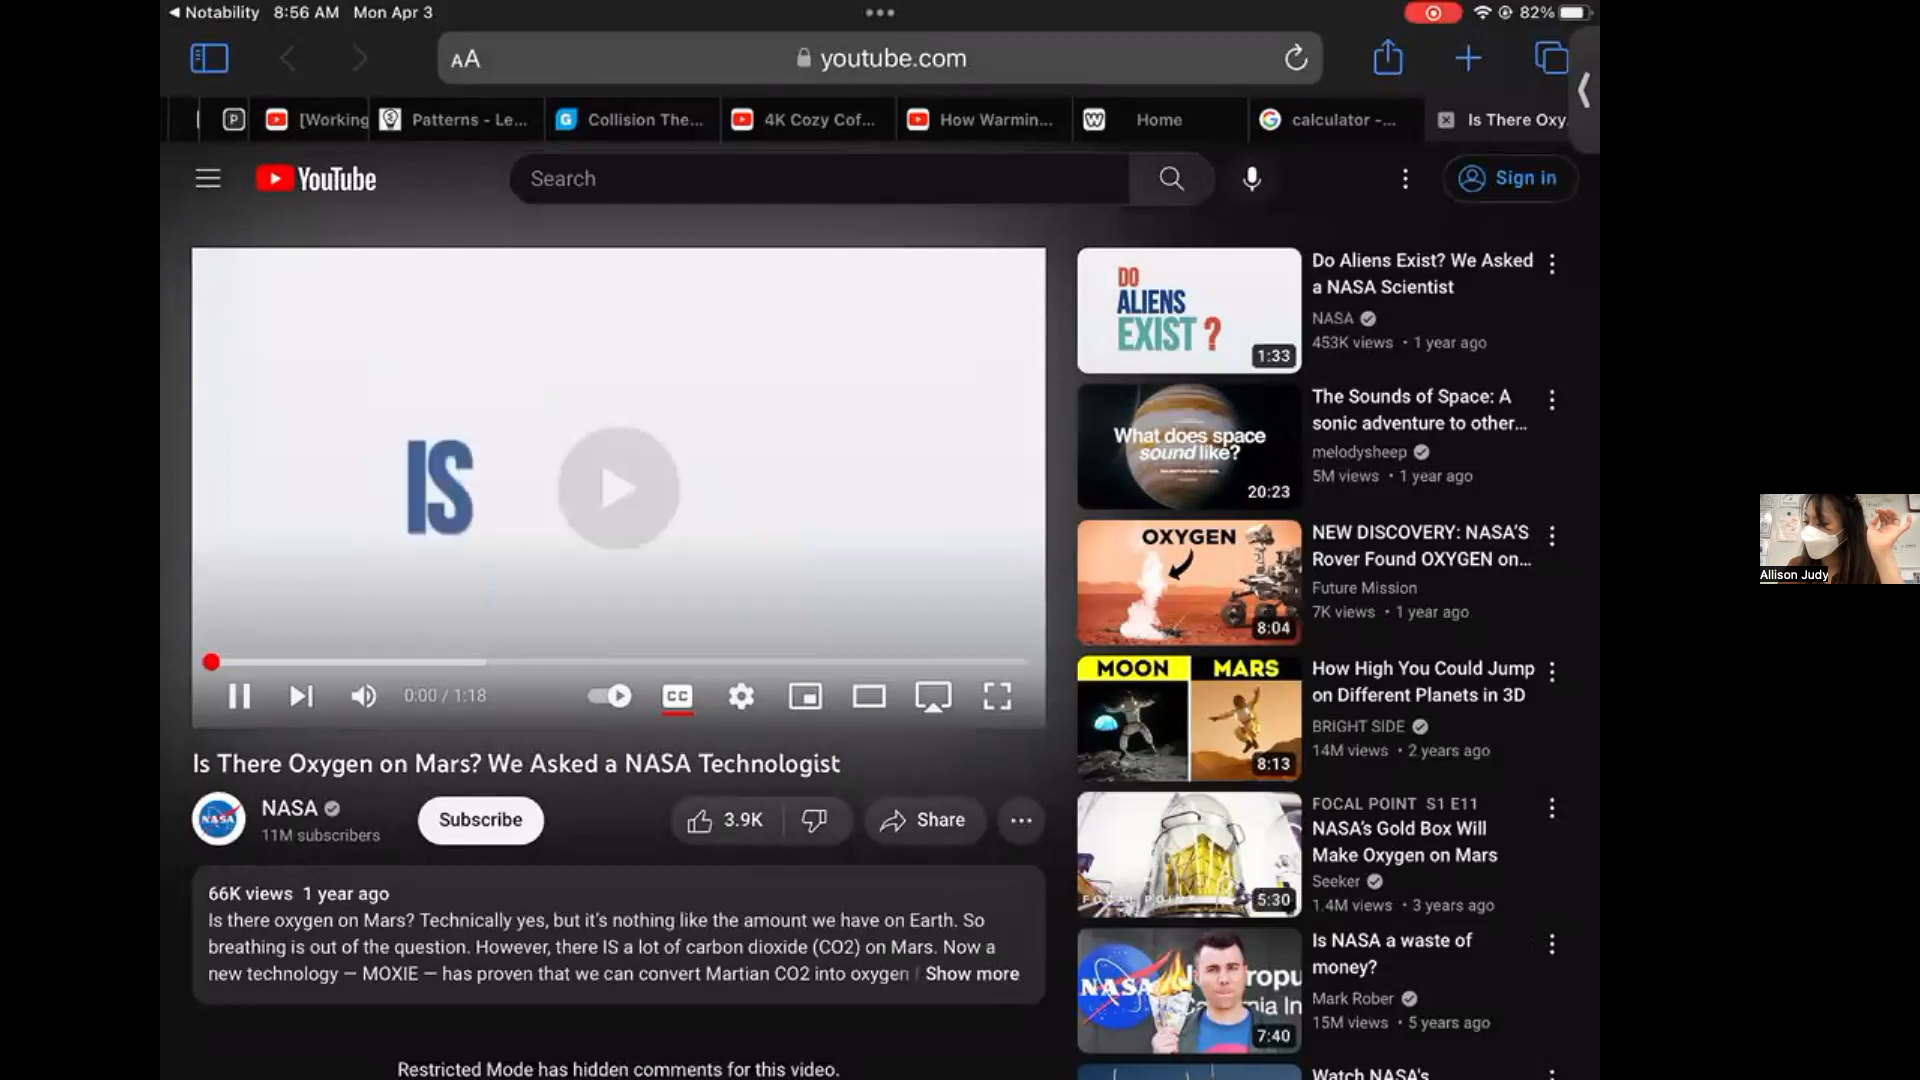 Notability 8:56 AM Mon Apr 3
82%
AA youtube.com
P [Working Patterns - Le... G Collision The... 4K Cozy Cof... How Warmin... W Home G calculator -... Is There Oxy
YouTube Search Sign in
IS
0:00 / 1:18
CC
Is There Oxygen on Mars? We Asked a NASA Technologist
NASA
NASA
11M subscribers
Subscribe
3.9K
Share
66K views 1 year ago
Is there oxygen on Mars? Technically yes, but it's nothing like the amount we have on Earth. So
breathing is out of the question. However, there IS a lot of carbon dioxide (CO2) on Mars. Now a
new technology — MOXIE — has proven that we can convert Martian CO2 into oxygen Show more
Restricted Mode has hidden comments for this video.
DO
ALIENS
EXIST ?
1:33
Do Aliens Exist? We Asked
a NASA Scientist
NASA
453K views • 1 year ago
What does space
sound like?
20:23
The Sounds of Space: A
sonic adventure to other...
melodysheep
5M views • 1 year ago
OXYGEN
8:04
NEW DISCOVERY: NASA'S
Rover Found OXYGEN on...
Future Mission
7K views • 1 year ago
MOON MARS
8:13
How High You Could Jump
on Different Planets in 3D
BRIGHT SIDE
14M views • 2 years ago
FOCAL POINT
5:30
FOCAL POINT S1 E11
NASA's Gold Box Will
Make Oxygen on Mars
Seeker
1.4M views • 3 years ago
NASA
7:40
Is NASA a waste of
money?
Mark Rober
15M views • 5 years ago
Watch NASA's
Allison Judy